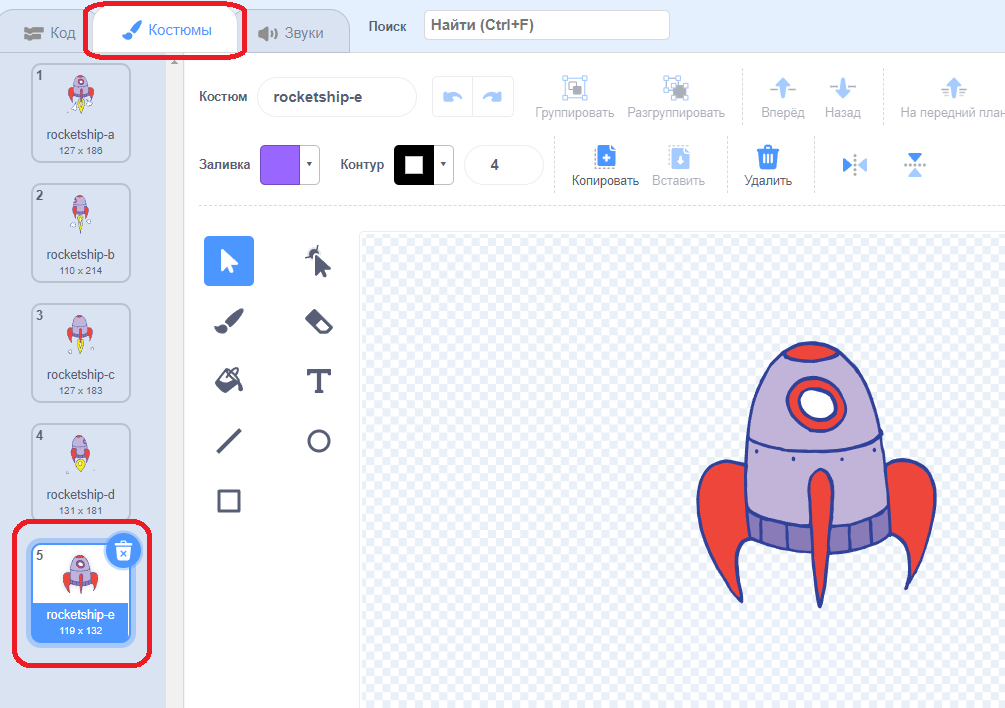 Код
Костюмы
Звуки
Поиск
Найти (Ctrl+F)
1
rocketship-a
127 x 186
2
rocketship-b
110 x 214
3
rocketship-c
127 x 183
4
rocketship-d
131 x 181
5
rocketship-e
119 x 132
Костюм
rocketship-e
Группировать
Разгруппировать
Вперёд
Назад
На передний план
Заливка
Контур
4
Копировать
Вставить
Удалить
T